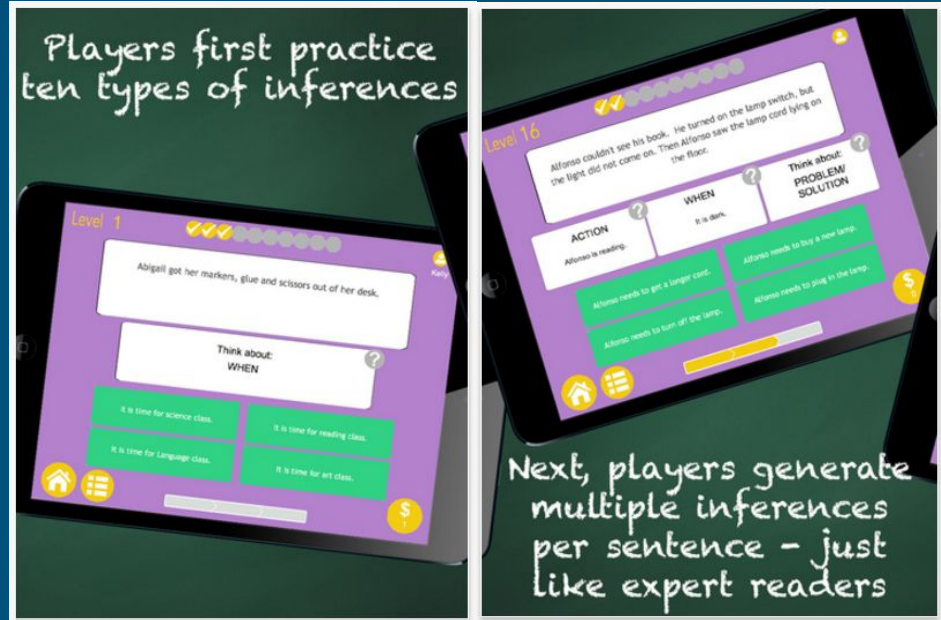 Players first practice
ten types of inferences
Level 1
Kelly
Abigail got her markers, glue and scissors out of her desk.
Think about:
WHEN
?
It is time for science class.
It is time for reading class.
It is time for Language class.
It is time for art class.
$
1
Level 16
Alfonso couldn't see his book. He turned on the lamp switch, but
the light did not come on. Then Alfonso saw the lamp cord lying on
the floor.
ACTION
?
Alfonso is reading.
WHEN
?
It is dark.
Think about:
?
PROBLEM/
SOLUTION
Alfonso needs to get a longer cord.
Alfonso needs to buy a new lamp.
Alfonso needs to turn off the lamp.
Alfonso needs to plug in the lamp.
$
Next, players generate
multiple inferences
per sentence – just
like expert readers